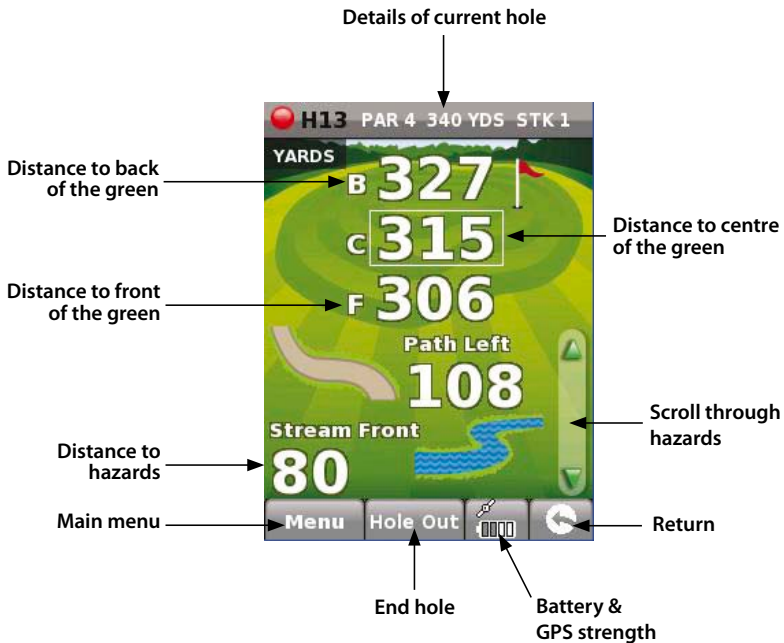 Details of current hole
H13 PAR 4 340 YDS STK 1
YARDS
B 327
Distance to back
of the green
C 315
Distance to centre
of the green
F 306
Distance to front
of the green
Path Left
108
Scroll through
hazards
Stream Front
80
Distance to
hazards
Main menu
Menu
Hole Out
Return
End hole
Battery &
GPS strength